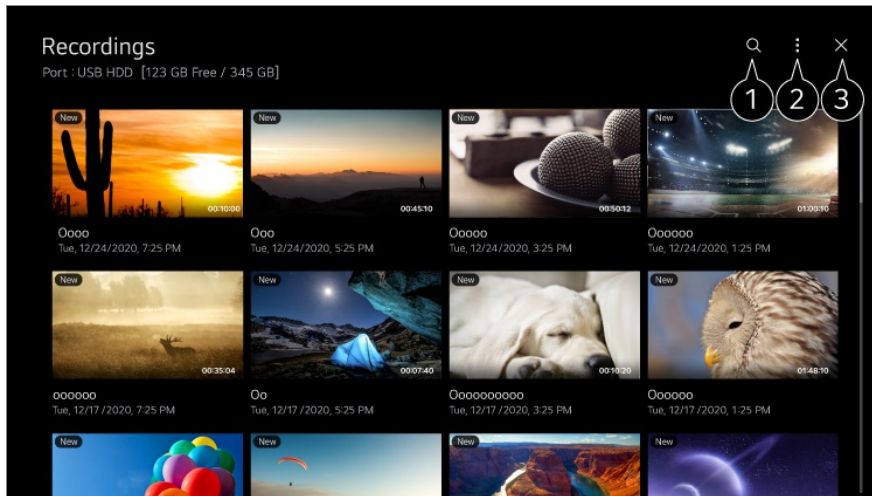 Recordings
Port : USB HDD [123 GB Free / 345 GB]
1 2 3
New New New New
00:10:00 00:45:10 00:50:12 01:00:10
Oooo Ooo Ooooo Oooooo
Tue, 12/24/2020, 7:25 PM Tue, 12/24/2020, 5:25 PM Tue, 12/24/2020, 3:25 PM Tue, 12/24/2020, 1:25 PM
New New New New
00:35:04 00:07:40 00:10:20 01:48:10
oooooo Oo Oooooooooo Oooooo
Tue, 12/17 /2020, 7:25 PM Tue, 12/17 /2020, 5:25 PM Tue, 12/17 /2020, 3:25 PM Tue, 12/17 /2020, 1:25 PM
New New New New